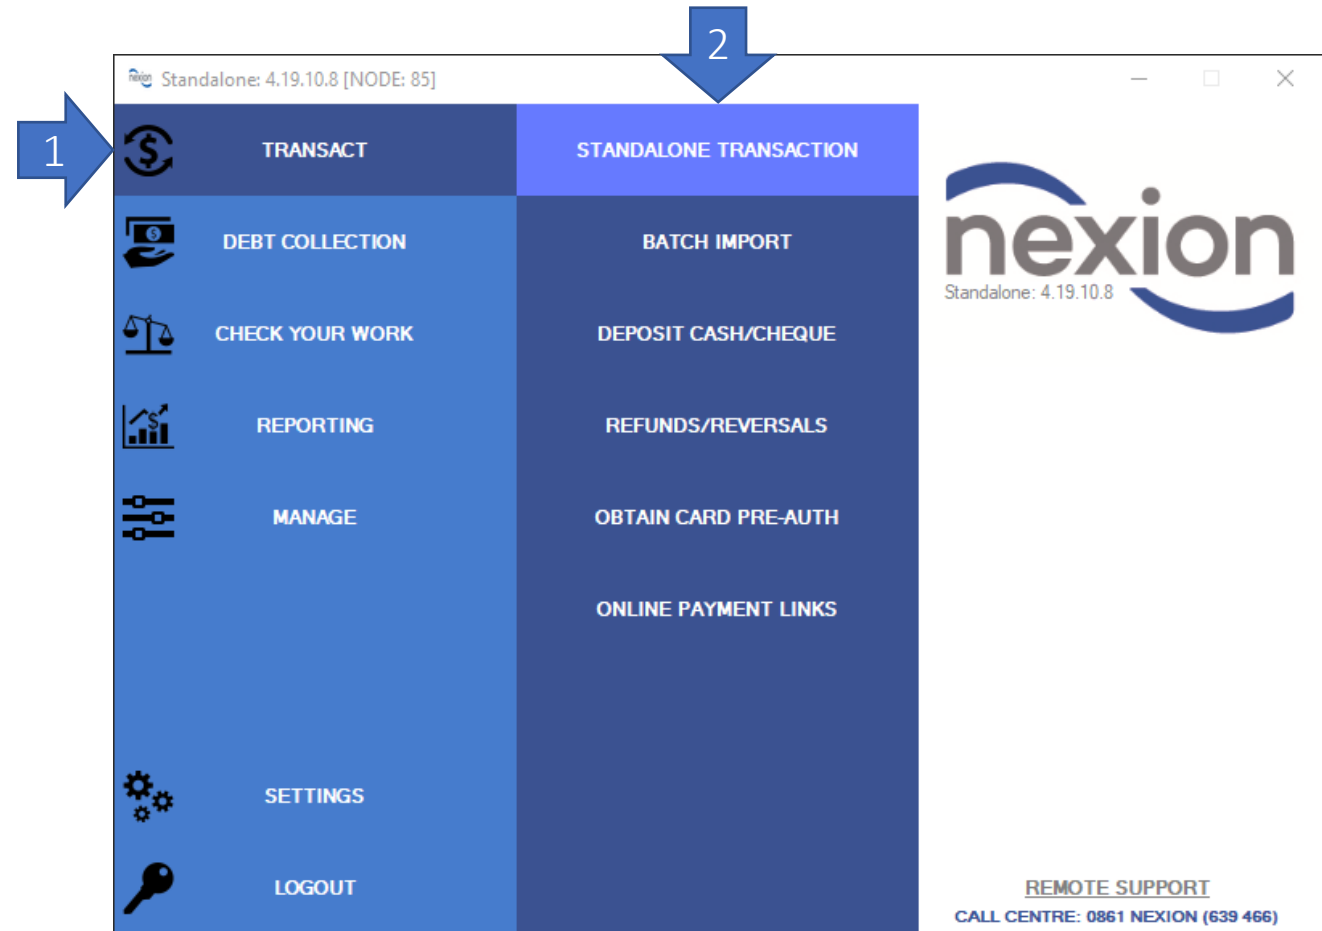 2
Standalone: 4.19.10.8 [NODE: 85]
1
TRANSACT
STANDALONE TRANSACTION
DEBT COLLECTION
BATCH IMPORT
CHECK YOUR WORK
DEPOSIT CASH/CHEQUE
REPORTING
REFUNDS/REVERSALS
MANAGE
OBTAIN CARD PRE-AUTH
ONLINE PAYMENT LINKS
SETTINGS
LOGOUT
nexion
Standalone: 4.19.10.8
REMOTE SUPPORT
CALL CENTRE: 0861 NEXION (639 466)